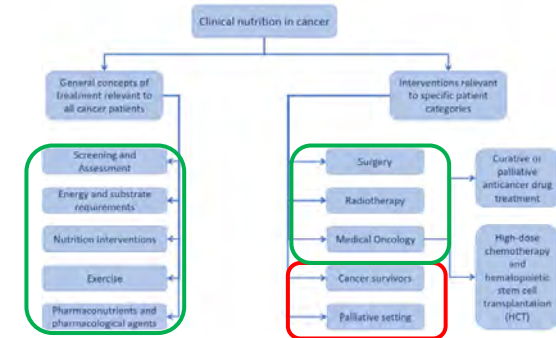 Clinical nutrition in cancer
General concepts of
treatment relevant to
all cancer patients
Interventions relevant
to specific patient
categories
Screening and
Assessment
Energy and substrate
requirements
Nutrition interventions
Exercise
Pharmaconutrients and
pharmacological agents
Surgery
Radiotherapy
Medical Oncology
Cancer survivors
Palliative setting
Curative or
palliative
anticancer drug
treatment
High-dose
chemotherapy
and
hematopoietic
stem cell
transplantation
(HCT)